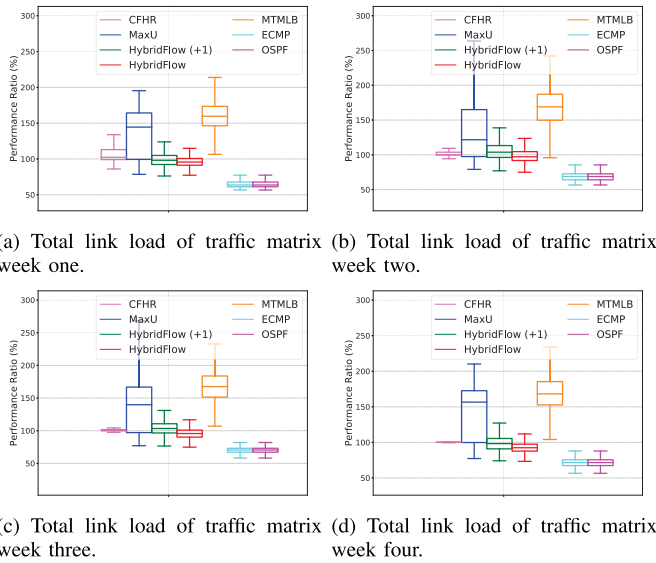 300
250
200
150
100
50
Performance Ratio (%)
CFHR
MaxU
HybridFlow (+1)
HybridFlow
MTMLB
ECMP
OSPF
300
250
200
150
100
50
Performance Ratio (%)
CFHR
MaxU
HybridFlow (+1)
HybridFlow
MTMLB
ECMP
OSPF
(a) Total link load of traffic matrix
week one.
(b) Total link load of traffic matrix
week two.
300
250
200
150
100
50
Performance Ratio (%)
CFHR
MaxU
HybridFlow (+1)
HybridFlow
MTMLB
ECMP
OSPF
300
250
200
150
100
50
Performance Ratio (%)
CFHR
MaxU
HybridFlow (+1)
HybridFlow
MTMLB
ECMP
OSPF
(c) Total link load of traffic matrix
week three.
(d) Total link load of traffic matrix
week four.